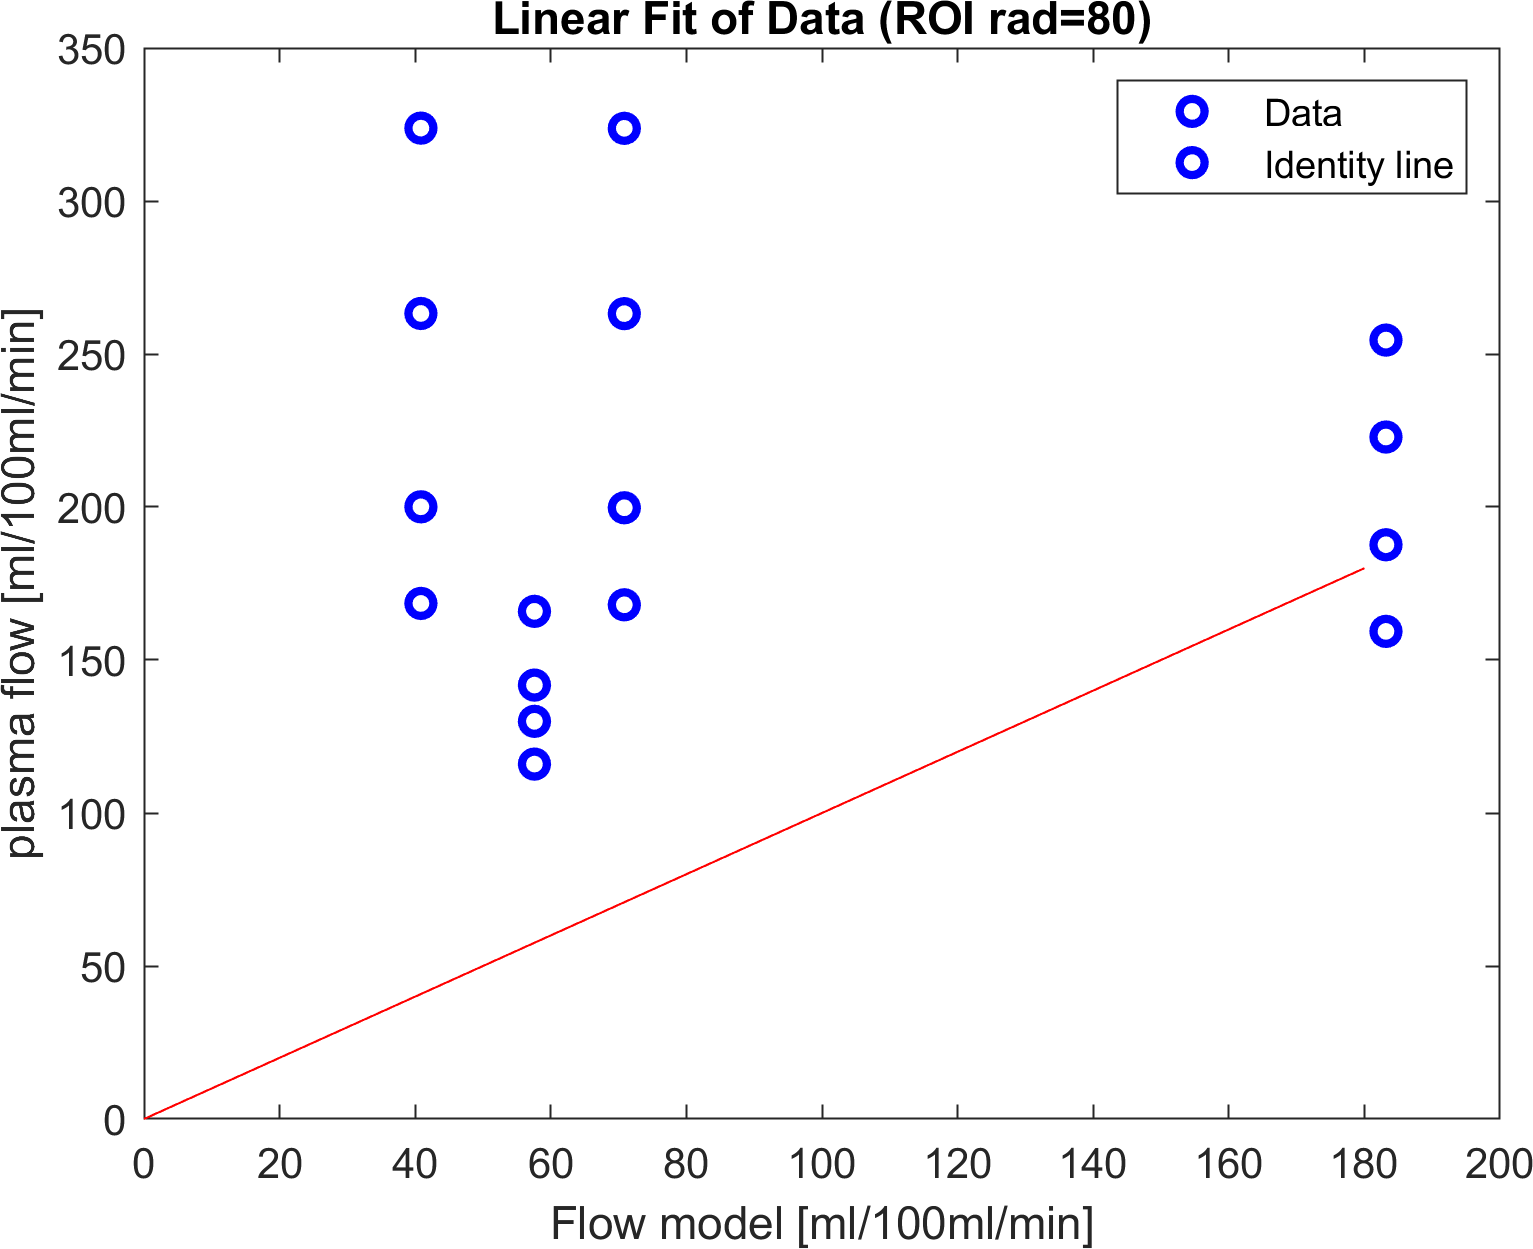 Linear Fit of Data (ROI rad=80)
350
300
250
200
150
100
50
0
plasma flow [ml/100ml/min]
Data
Identity line
0 20 40 60 80 100 120 140 160 180 200
Flow model [ml/100ml/min]